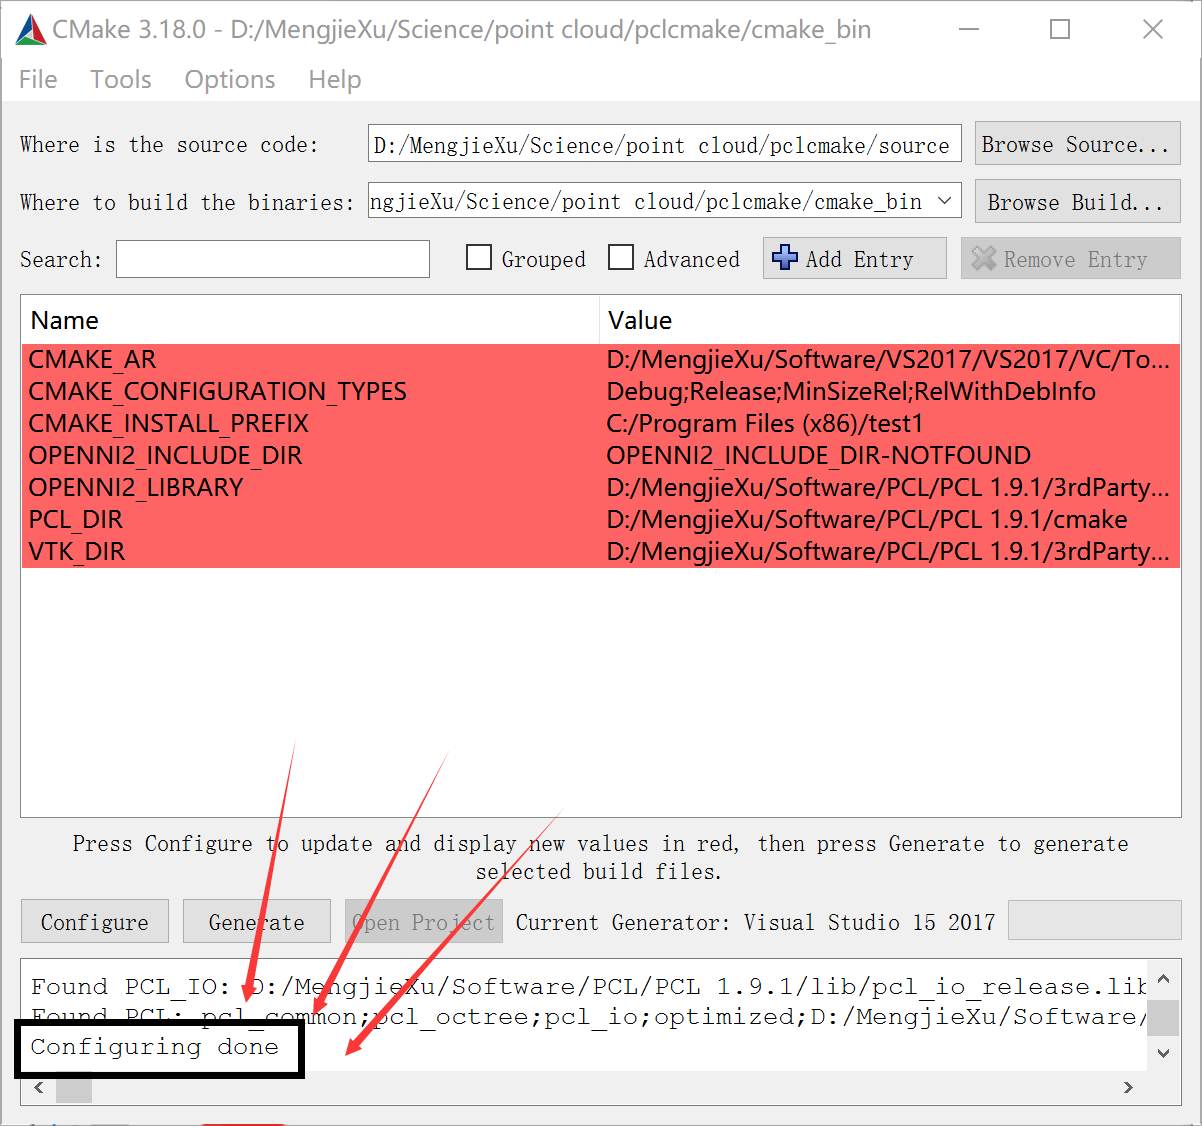 CMake 3.18.0 - D:/MengjieXu/Science/point cloud/pclcmake/cmake_bin
File Tools Options Help
Where is the source code: D:/MengjieXu/Science/point cloud/pclcmake/source Browse Source...
Where to build the binaries: ngjieXu/Science/point cloud/pclcmake/cmake_bin Browse Build...
Search: Grouped Advanced Add Entry Remove Entry
Name Value
CMAKE_AR D:/MengjieXu/Software/VS2017/VS2017/VC/To...
CMAKE_CONFIGURATION_TYPES Debug;Release;MinSizeRel;RelWithDebInfo
CMAKE_INSTALL_PREFIX C:/Program Files (x86)/test1
OPENNI2_INCLUDE_DIR OPENNI2_INCLUDE_DIR-NOTFOUND
OPENNI2_LIBRARY D:/MengjieXu/Software/PCL/PCL 1.9.1/3rdParty...
PCL_DIR D:/MengjieXu/Software/PCL/PCL 1.9.1/cmake
VTK_DIR D:/MengjieXu/Software/PCL/PCL 1.9.1/3rdParty...
Press Configure to update and display new values in red, then press Generate to generate
selected build files.
Configure Generate Open Project Current Generator: Visual Studio 15 2017
Found PCL_IO: D:/MengjieXu/Software/PCL/PCL 1.9.1/lib/pcl_io_release.lib
Found PCL: pcl_common;pcl_octree;pcl_io;optimized;D:/MengjieXu/Software/
Configuring done